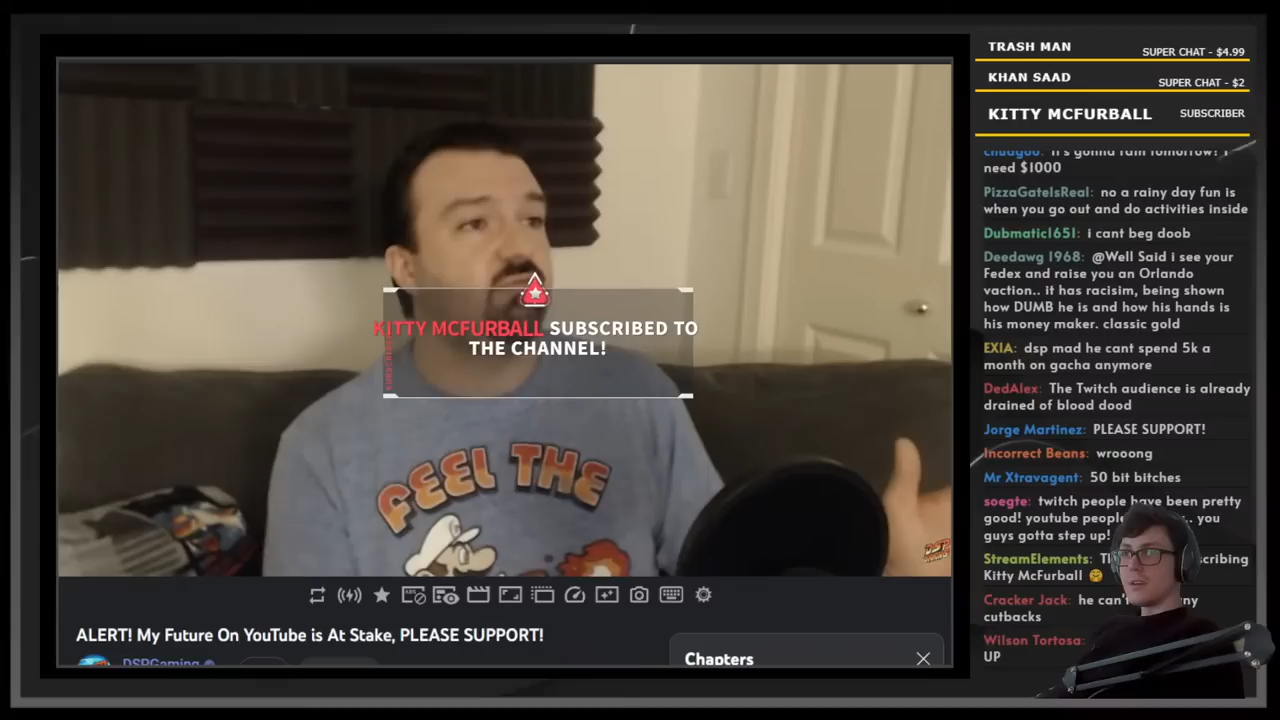 TRASH MAN
SUPER CHAT - $4.99
KHAN SAAD
SUPER CHAT - $2
KITTY MCFURBALL
SUBSCRIBER
KITTY MCFURBALL SUBSCRIBED TO
THE CHANNEL!
FEEL THE
ALERT! My Future On YouTube is At Stake, PLEASE SUPPORT!
DSPGaming
Chapters
chudgoo: it's gonna rain tomorrow! i
need $1000
PizzaGateIsReal: no a rainy day fun is
when you go out and do activities inside
Dubmatic1651: i cant beg doob
Deedawg 1968: @Well Said i see your
Fedex and raise you an Orlando
vaction.. it has racisim, being shown
how DUMB he is and how his hands is
his money maker. classic gold
EXIA: dsp mad he cant spend 5k a
month on gacha anymore
DedAlex: The Twitch audience is already
drained of blood dood
Jorge Martinez: PLEASE SUPPORT!
Incorrect Beans: wrooong
Mr Xtravagent: 50 bit bitches
soegte: twitch people have been pretty
good! youtube people you
guys gotta step up!
StreamElements:
Kitty McFurball
Cracker Jack: he can't
cutbacks
Wilson Tortosa:
UP